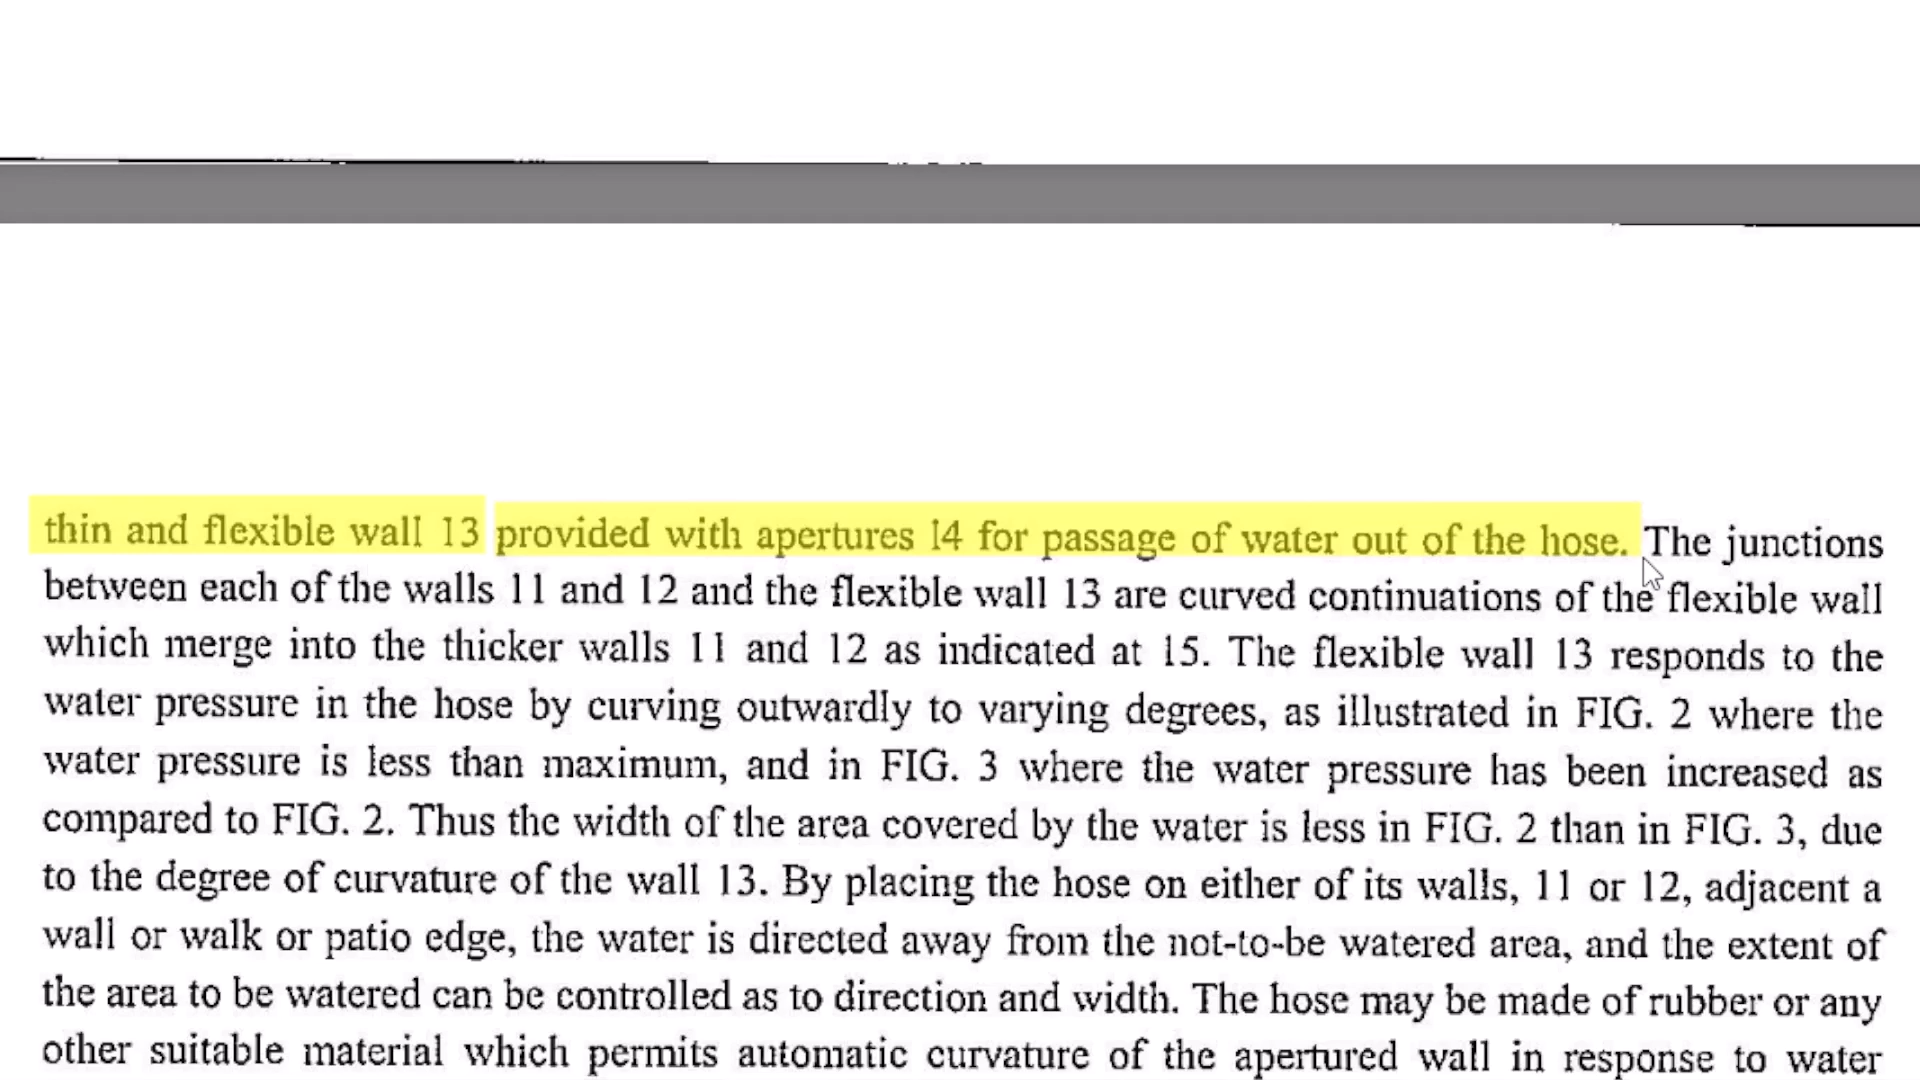 thin and flexible wall 13 provided with apertures 14 for passage of water out of the hose. The junctions
between each of the walls 11 and 12 and the flexible wall 13 are curved continuations of the flexible wall
which merge into the thicker walls 11 and 12 as indicated at 15. The flexible wall 13 responds to the
water pressure in the hose by curving outwardly to varying degrees, as illustrated in FIG. 2 where the
water pressure is less than maximum, and in FIG. 3 where the water pressure has been increased as
compared to FIG. 2. Thus the width of the area covered by the water is less in FIG. 2 than in FIG. 3, due
to the degree of curvature of the wall 13. By placing the hose on either of its walls, 11 or 12, adjacent a
wall or walk or patio edge, the water is directed away from the not-to-be watered area, and the extent of
the area to be watered can be controlled as to direction and width. The hose may be made of rubber or any
other suitable material which permits automatic curvature of the apertured wall in response to water